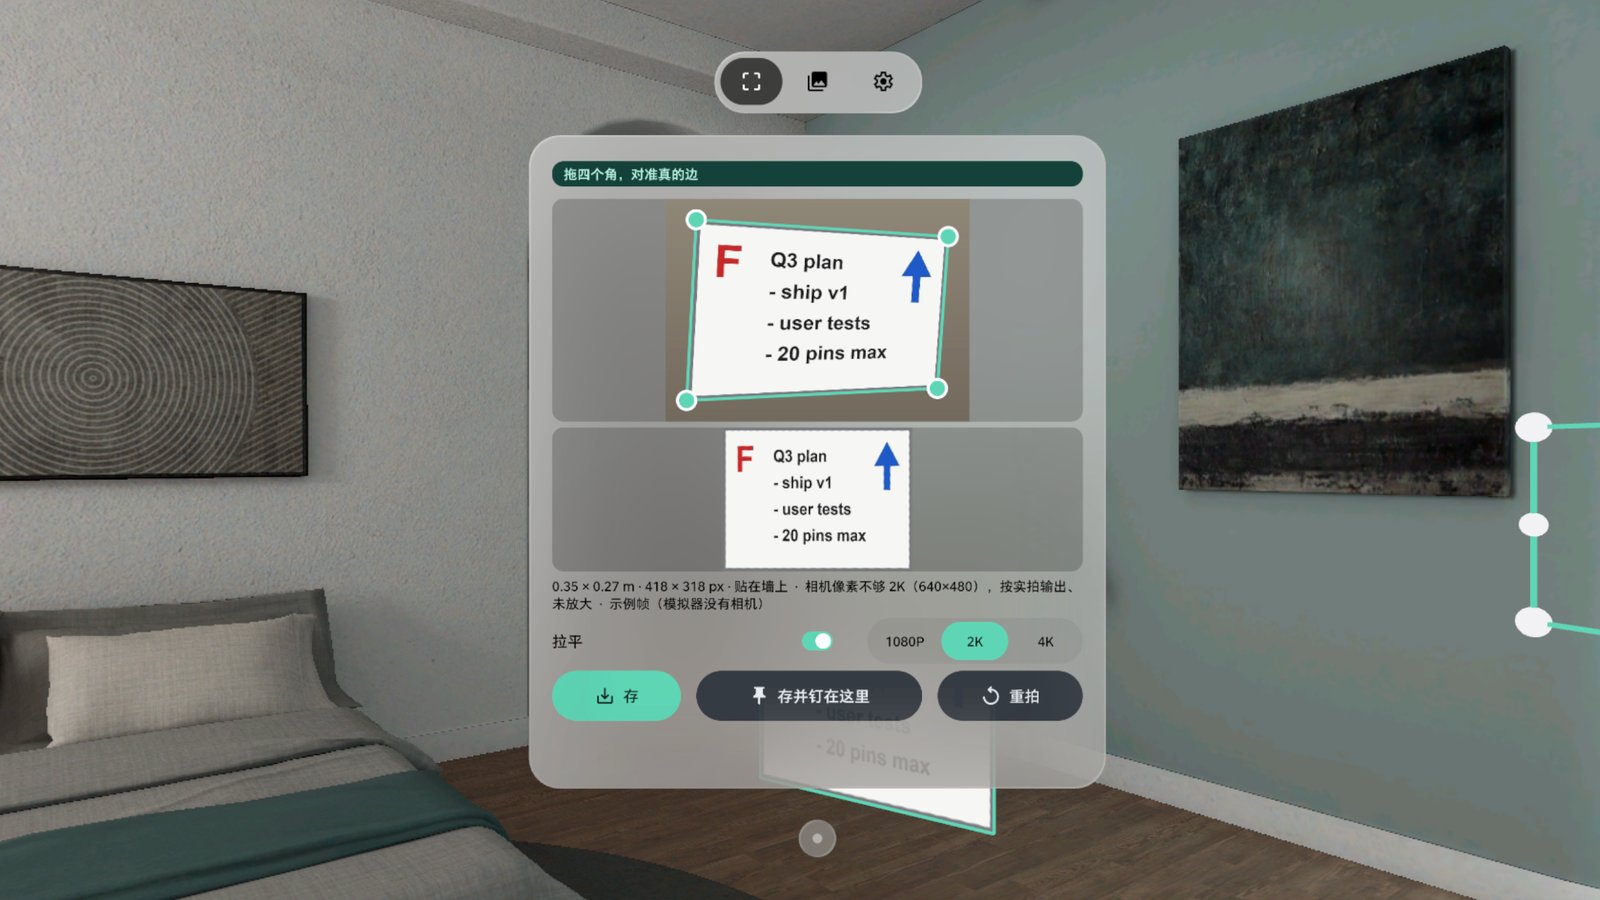 拖四个角，对准真的边
F
Q3 plan
- ship v1
- user tests
- 20 pins max
F
Q3 plan
- ship v1
- user tests
- 20 pins max
0.35 × 0.27 m · 418 × 318 px · 贴在墙上 · 相机像素不够 2K（640×480），按实拍输出、
未放大 · 示例帧（模拟器没有相机）
拉平
1080P
2K
4K
存
存并钉在这里
重拍
- user tests
- 20 pins max